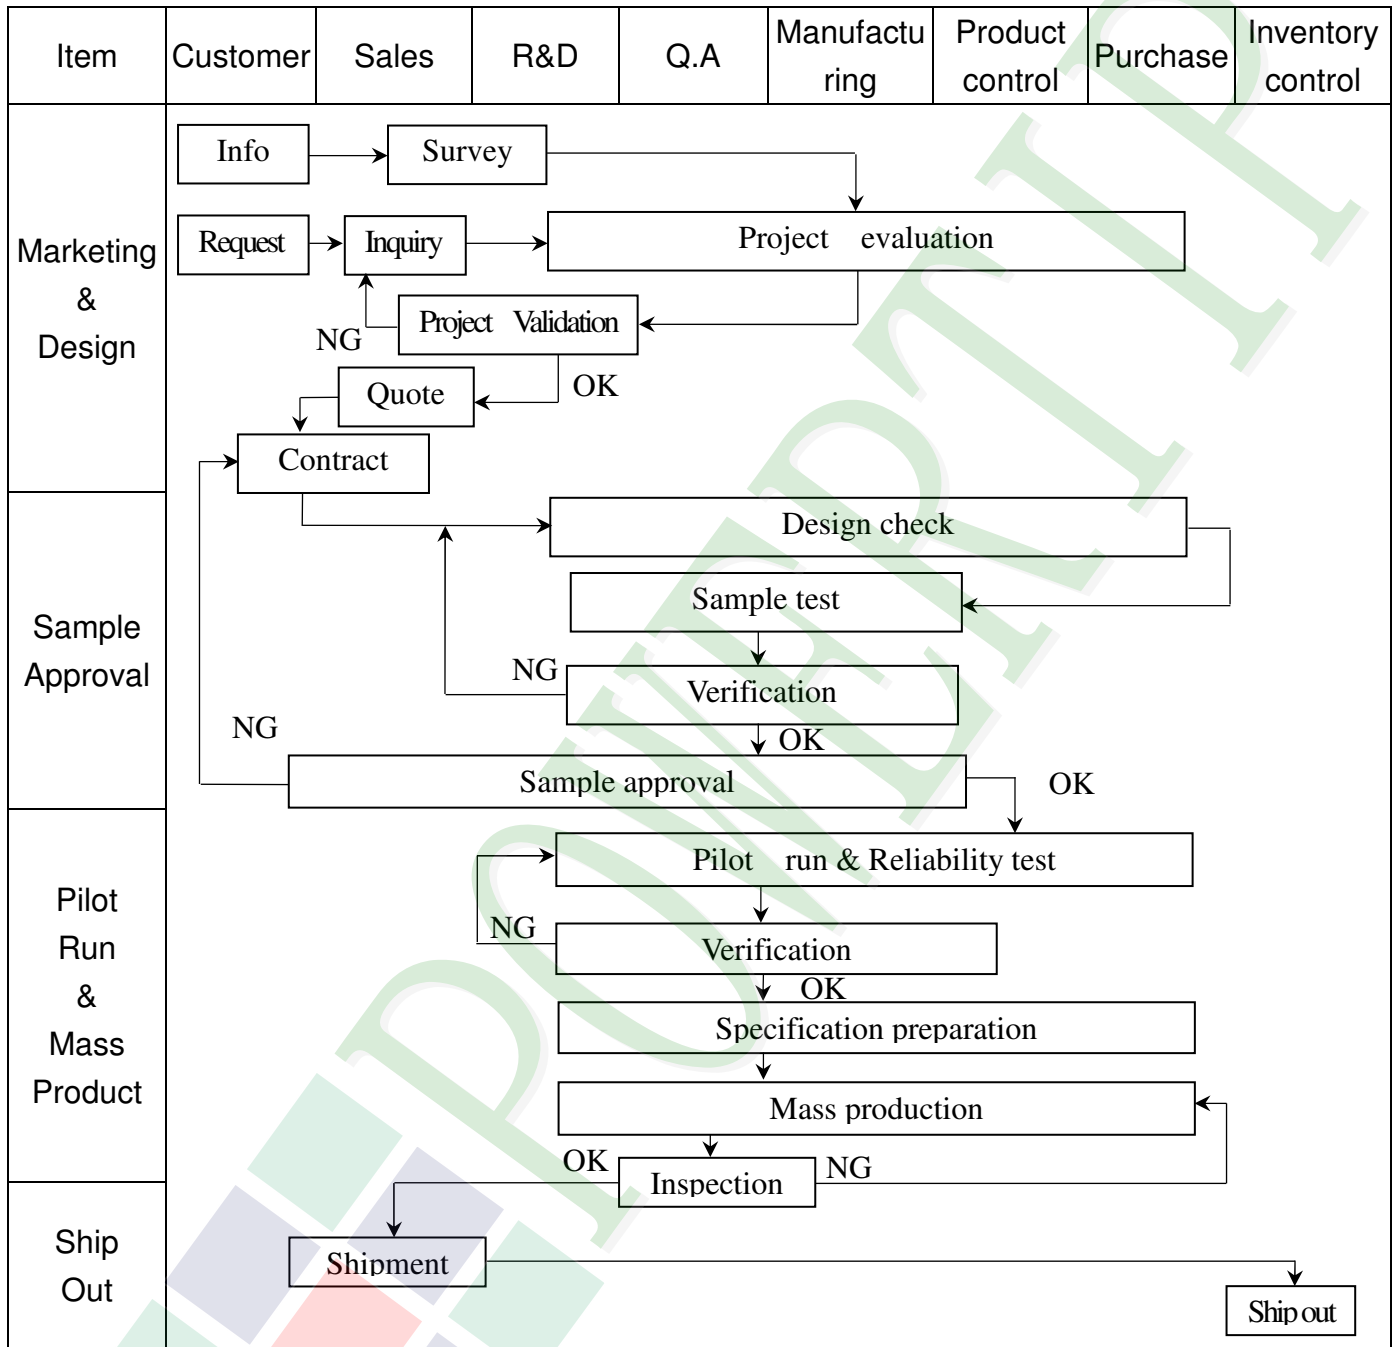 Item
Customer
Sales
R&D
Q.A
Manufactu
ring
Product
control
Purchase
Inventory
control
Marketing
&
Design
Info
Survey
Request
Inquiry
Project evaluation
Project Validation
NG
OK
Quote
Contract
Sample
Approval
Design check
Sample test
NG
Verification
OK
NG
Sample approval
OK
Pilot
Run
&
Mass
Product
Pilot run & Reliability test
NG
Verification
OK
Specification preparation
Mass production
OK
Inspection
NG
Ship
Out
Shipment
Ship out
POWERTIP